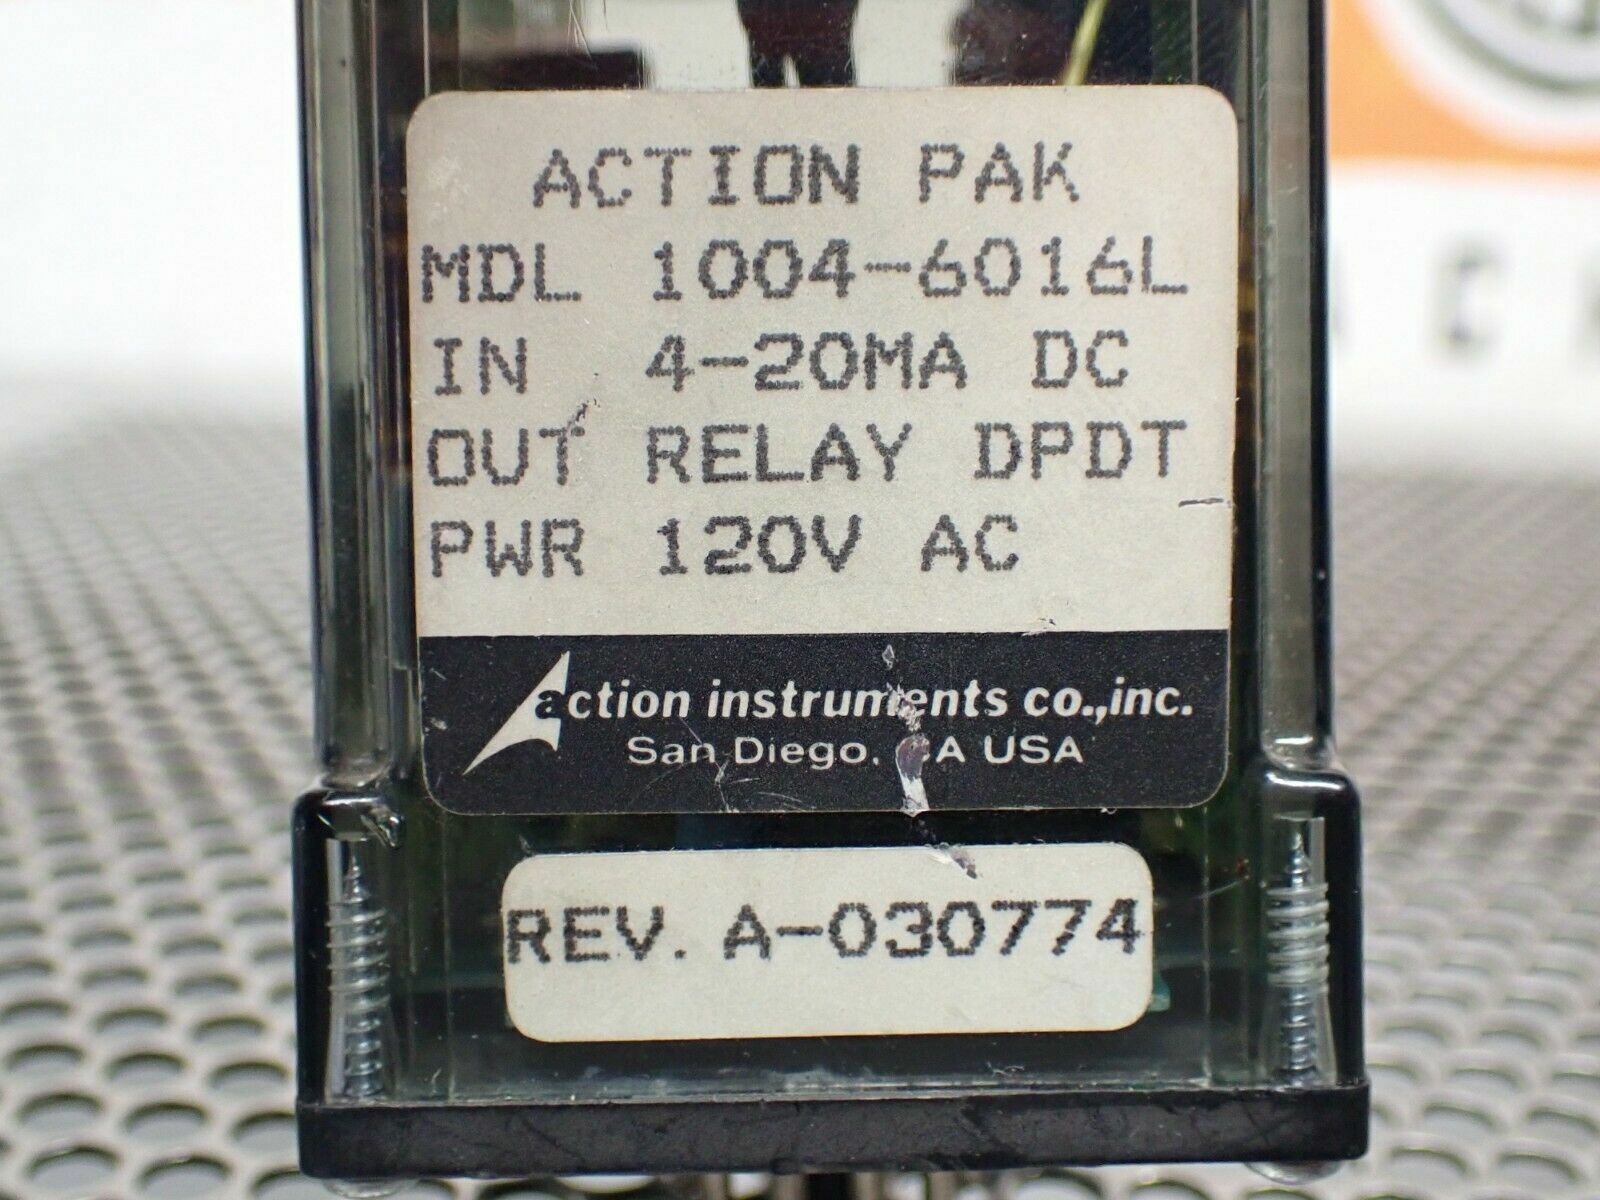 ACTION PAK
MDL 1004-6016L
IN 4-20MA DC
OUT RELAY DPDT
PWR 120V AC
action instruments co.,inc.
San Diego, CA USA
REV. A-030774